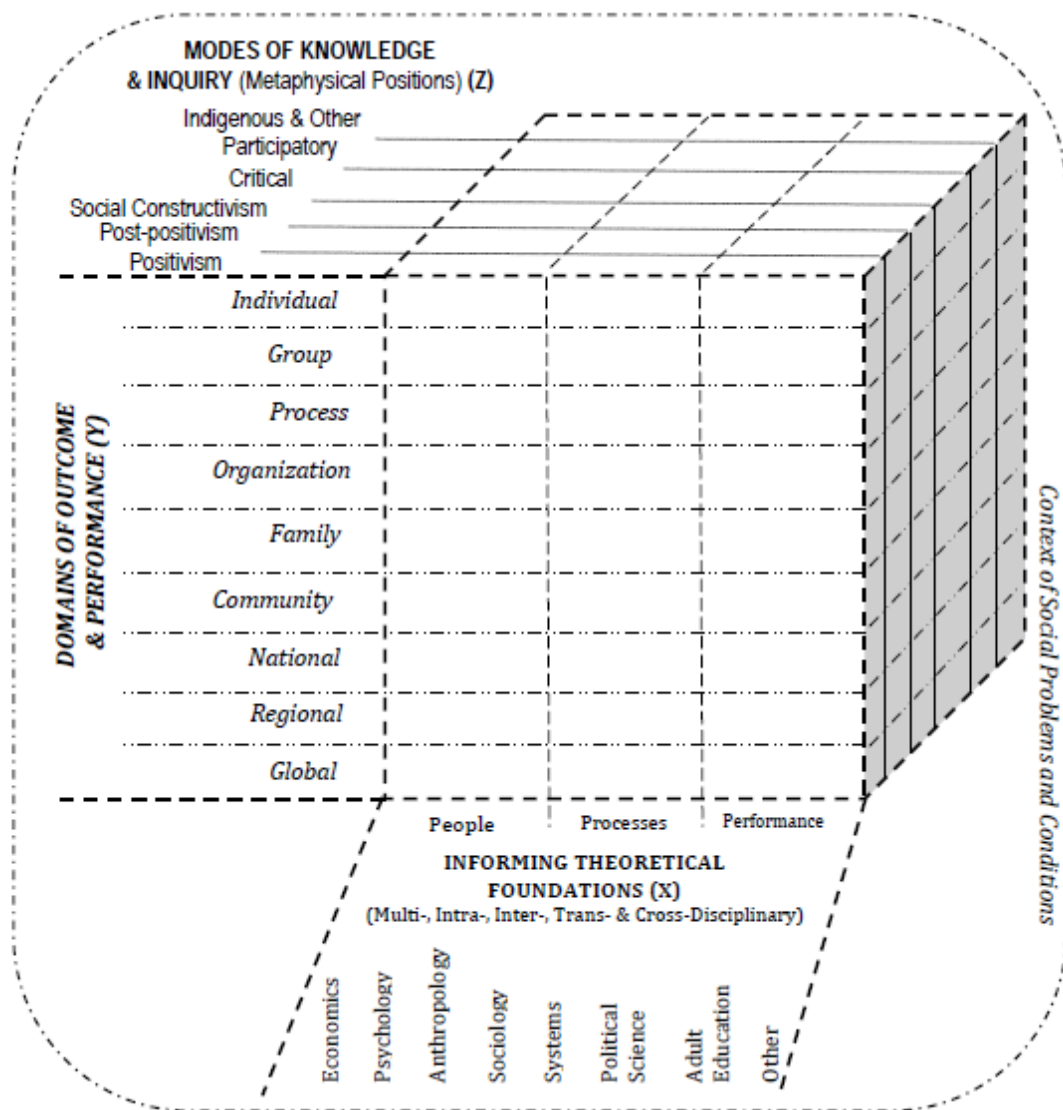 MODES OF KNOWLEDGE
& INQUIRY (Metaphysical Positions) (Z)
Indigenous & Other
Participatory
Critical
Social Constructivism
Post-positivism
Positivism
DOMAINS OF OUTCOME
& PERFORMANCE (Y)
Individual
Group
Process
Organization
Family
Community
National
Regional
Global
Context of Social Problems and Conditions
People
Processes
Performance
INFORMING THEORETICAL
FOUNDATIONS (X)
(Multi-, Intra-, Inter-, Trans- & Cross-Disciplinary)
Economics
Psychology
Anthropology
Sociology
Systems
Political
Science
Adult
Education
Other